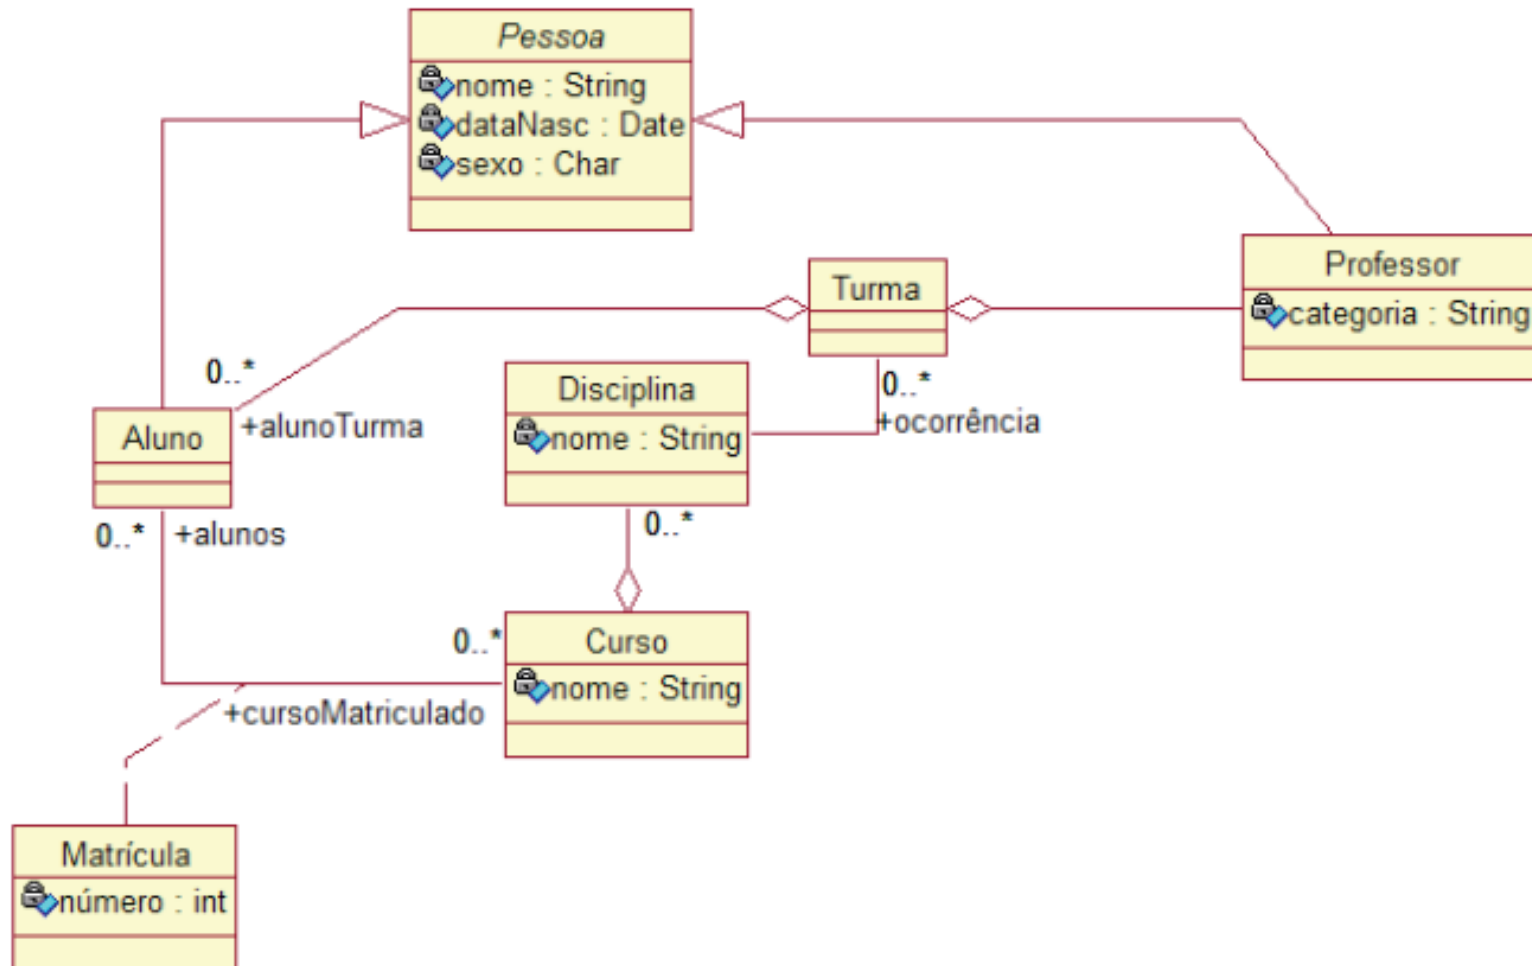 Pessoa
nome : String
dataNasc : Date
sexo : Char
Professor
categoria : String
Turma
0..*
+alunoTurma
0..*
+ocorrência
Disciplina
nome : String
Aluno
0..*
+alunos
0..*
0..*
Curso
nome : String
+cursoMatriculado
Matrícula
número : int